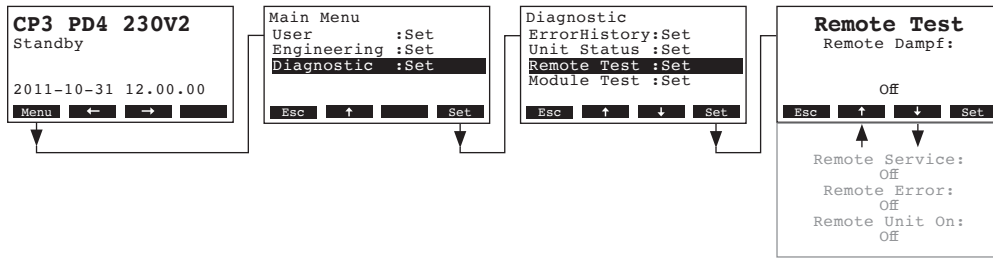 CP3 PD4 230V2
Standby
2011-10-31 12.00.00
Menu ← →
Main Menu
User :Set
Engineering :Set
Diagnostic :Set
Esc ↑ Set
Diagnostic
ErrorHistory:Set
Unit Status :Set
Remote Test :Set
Module Test :Set
Esc ↑ ↓ Set
Remote Test
Remote Dampf:
Off
Esc ↑ ↓ Set
Remote Service:
Off
Remote Error:
Off
Remote Unit On:
Off